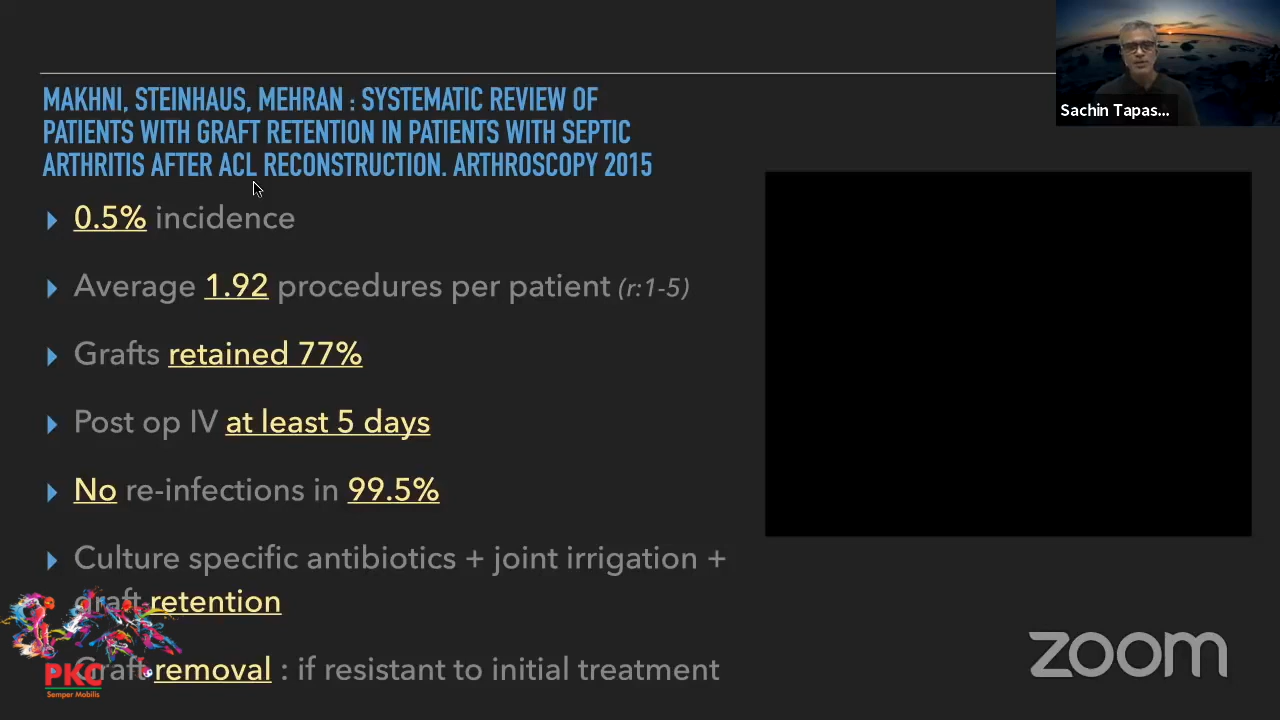 MAKHNI, STEINHAUS, MEHRAN : SYSTEMATIC REVIEW OF
PATIENTS WITH GRAFT RETENTION IN PATIENTS WITH SEPTIC
ARTHRITIS AFTER ACL RECONSTRUCTION. ARTHROSCOPY 2015
0.5% incidence
Average 1.92 procedures per patient (r:1-5)
Grafts retained 77%
Post op IV at least 5 days
No re-infections in 99.5%
Culture specific antibiotics + joint irrigation +
graft retention
Graft removal : if resistant to initial treatment
Sachin Tapas...
PKC
Semper Mobilis
zoom